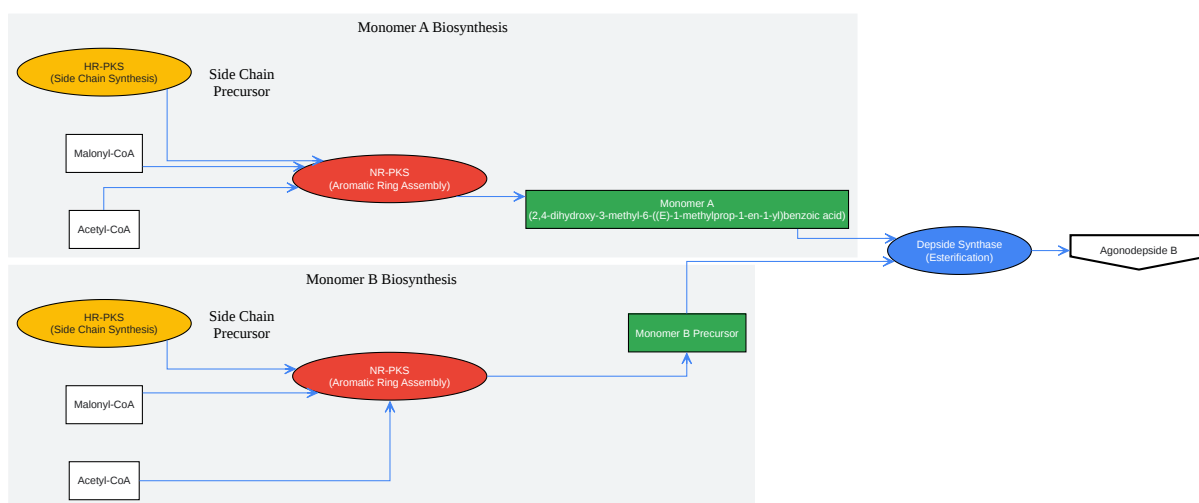 Monomer A Biosynthesis
HR-PKS
(Side Chain Synthesis)
Side Chain
Precursor
Malonyl-CoA
NR-PKS
(Aromatic Ring Assembly)
Acetyl-CoA
Monomer A
(2,4-dihydroxy-3-methyl-6-((E)-1-methylprop-1-en-1-yl)benzoic acid)
Depside Synthase
(Esterification)
Agonodepside B
Monomer B Biosynthesis
HR-PKS
(Side Chain Synthesis)
Side Chain
Precursor
Monomer B Precursor
NR-PKS
(Aromatic Ring Assembly)
Malonyl-CoA
Acetyl-CoA